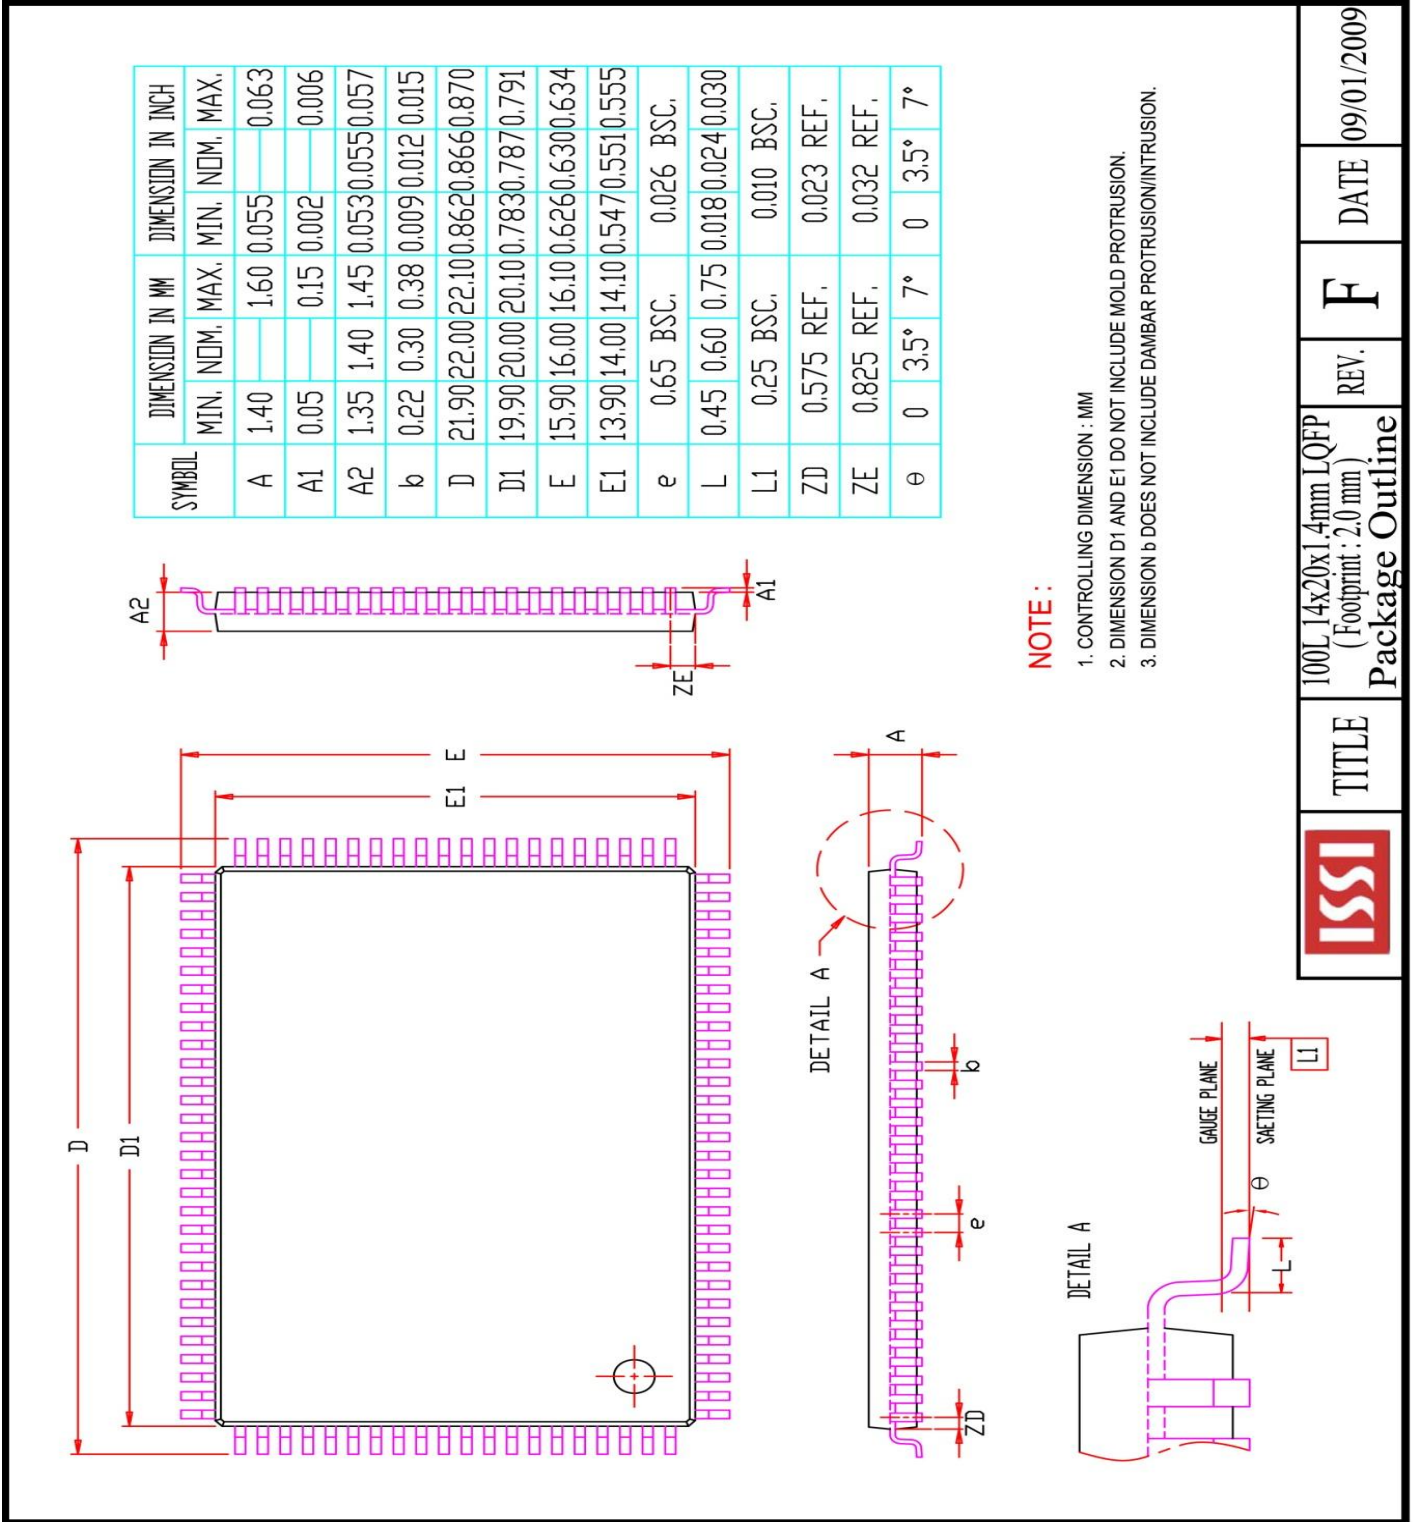 SYMBOL DIMENSION IN MM DIMENSION IN INCH
MIN. NOM. MAX. MIN. NOM. MAX.
A 1.40 1.60 0.055 0.063
A1 0.05 0.15 0.002 0.006
A2 1.35 1.40 1.45 0.053 0.055 0.057
b 0.22 0.30 0.38 0.009 0.012 0.015
D 21.90 22.00 22.10 0.862 0.866 0.870
D1 19.90 20.00 20.10 0.783 0.787 0.791
E 15.90 16.00 16.10 0.626 0.630 0.634
E1 13.90 14.00 14.10 0.547 0.551 0.555
e 0.65 BSC. 0.026 BSC.
L 0.45 0.60 0.75 0.018 0.024 0.030
L1 0.25 BSC. 0.010 BSC.
ZD 0.575 REF. 0.023 REF.
ZE 0.825 REF. 0.032 REF.
θ 0 3.5° 7° 0 3.5° 7°
D
D1
E
E1
A2
A1
ZE
A
DETAIL A
b
e
ZD
DETAIL A
GAUGE PLANE
SAETING PLANE
θ
L
L1
NOTE :
1. CONTROLLING DIMENSION : MM
2. DIMENSION D1 AND E1 DO NOT INCLUDE MOLD PROTRUSION.
3. DIMENSION b DOES NOT INCLUDE DAMBAR PROTRUSION/INTRUSION.
ISSI
TITLE
100L 14x20x1.4mm LQFP
( Footprint : 2.0 mm )
Package Outline
REV.
F
DATE
09/01/2009